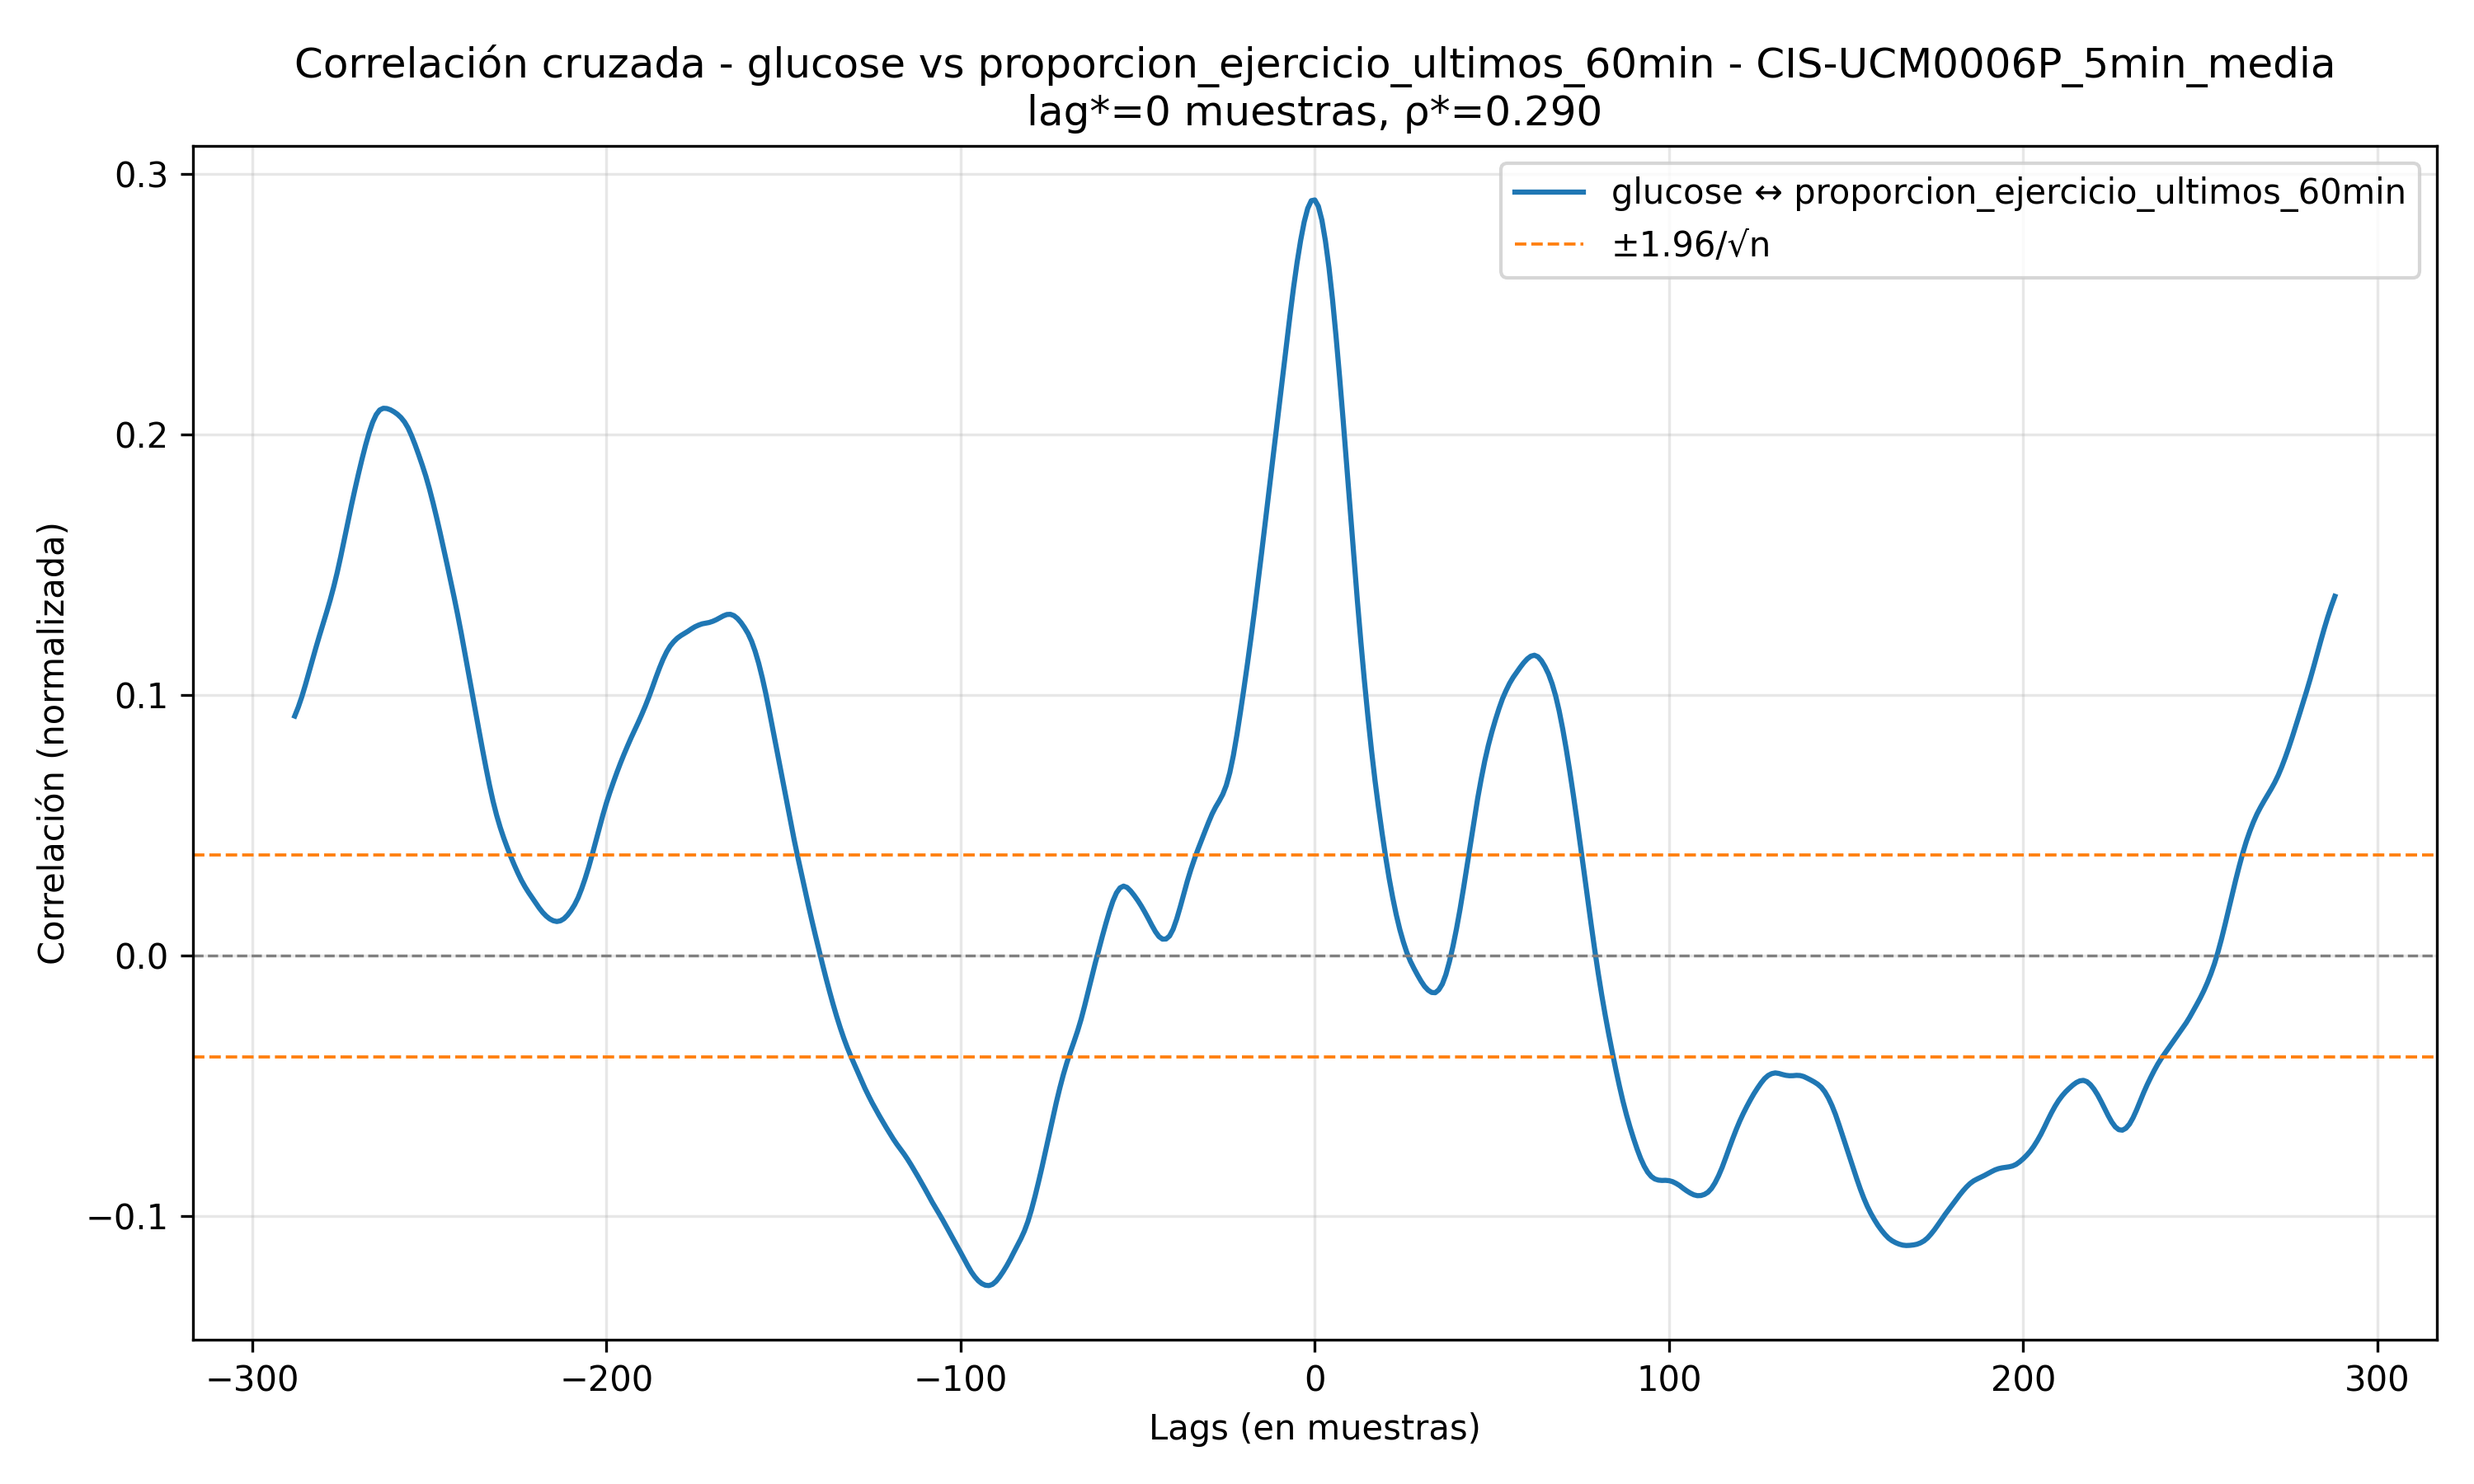 Correlación cruzada - glucose vs proporcion_ejercicio_ultimos_60min - CIS-UCM0006P_5min_media
lag*=0 muestras, ρ*=0.290
glucose ↔ proporcion_ejercicio_ultimos_60min
±1.96/√n
Correlación (normalizada)
0.3
0.2
0.1
0.0
−0.1
−300
−200
−100
0
100
200
300
Lags (en muestras)